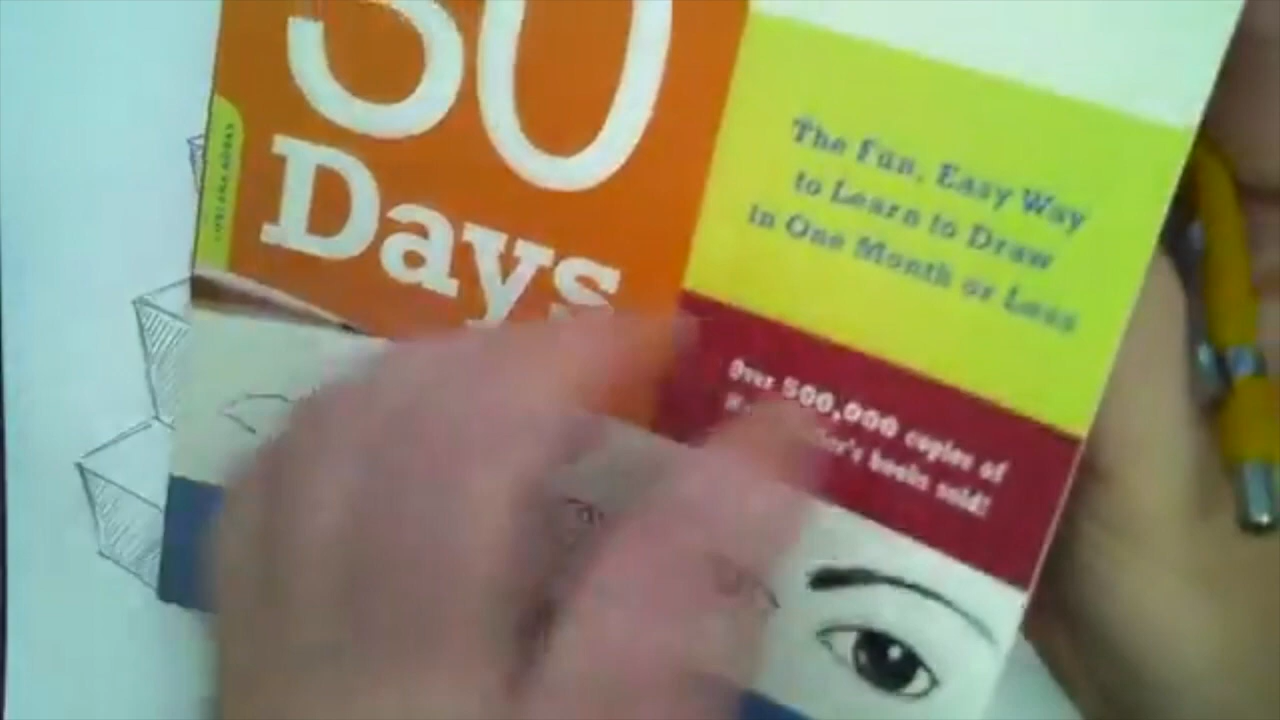 30
Days
The Fun, Easy Way
to Learn to Draw
in One Month or Less
Over 500,000 copies of
books sold!